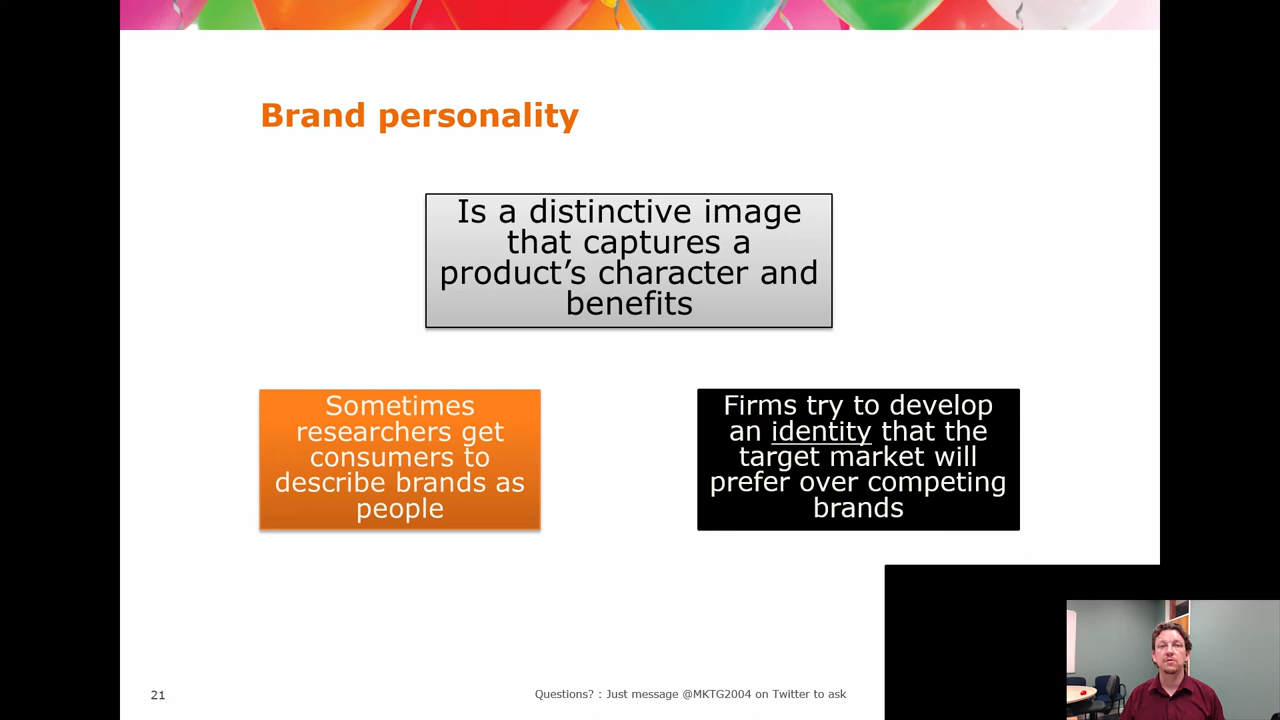 Brand personality
Is a distinctive image
that captures a
product’s character and
benefits
Sometimes
researchers get
consumers to
describe brands as
people
Firms try to develop
an identity that the
target market will
prefer over competing
brands
21
Questions? : Just message @MKTG2004 on Twitter to ask